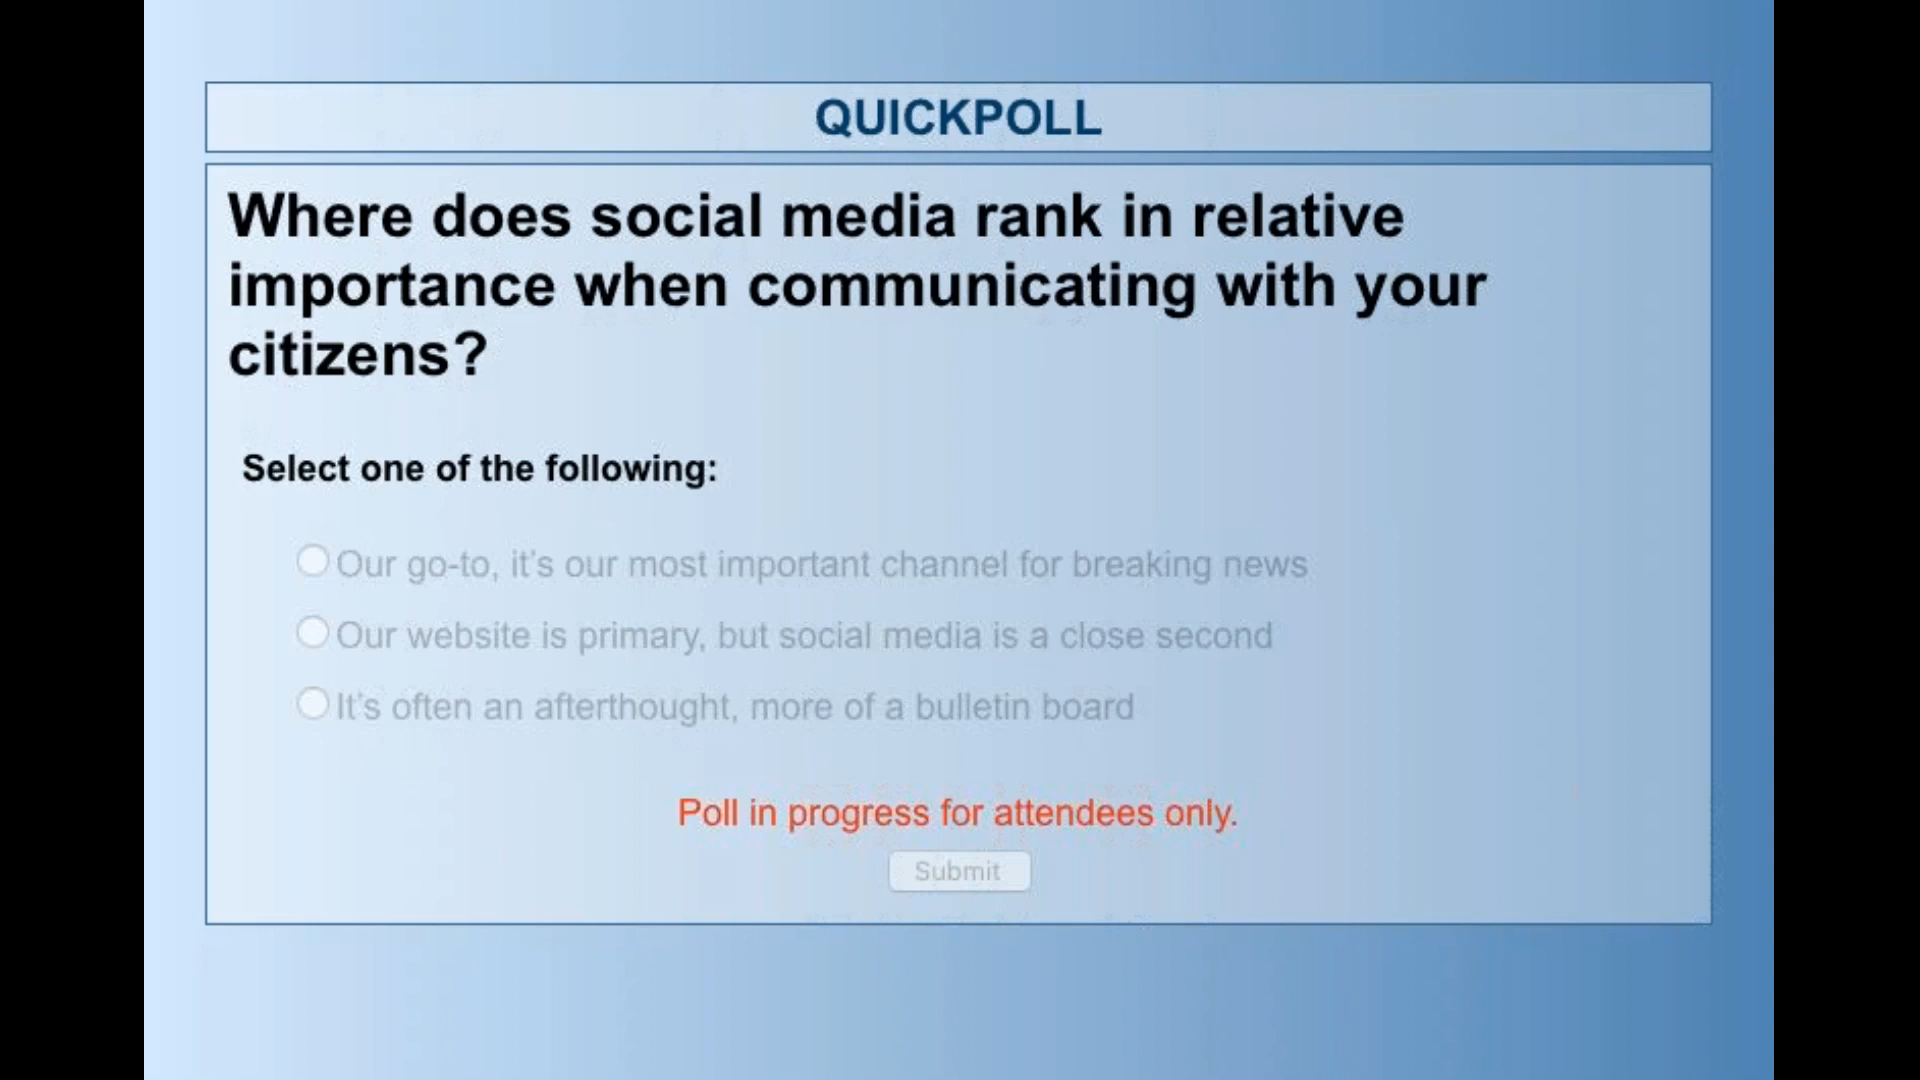 QUICKPOLL
Where does social media rank in relative
importance when communicating with your
citizens?
Select one of the following:
Our go-to, it's our most important channel for breaking news
Our website is primary, but social media is a close second
It's often an afterthought, more of a bulletin board
Poll in progress for attendees only.
Submit